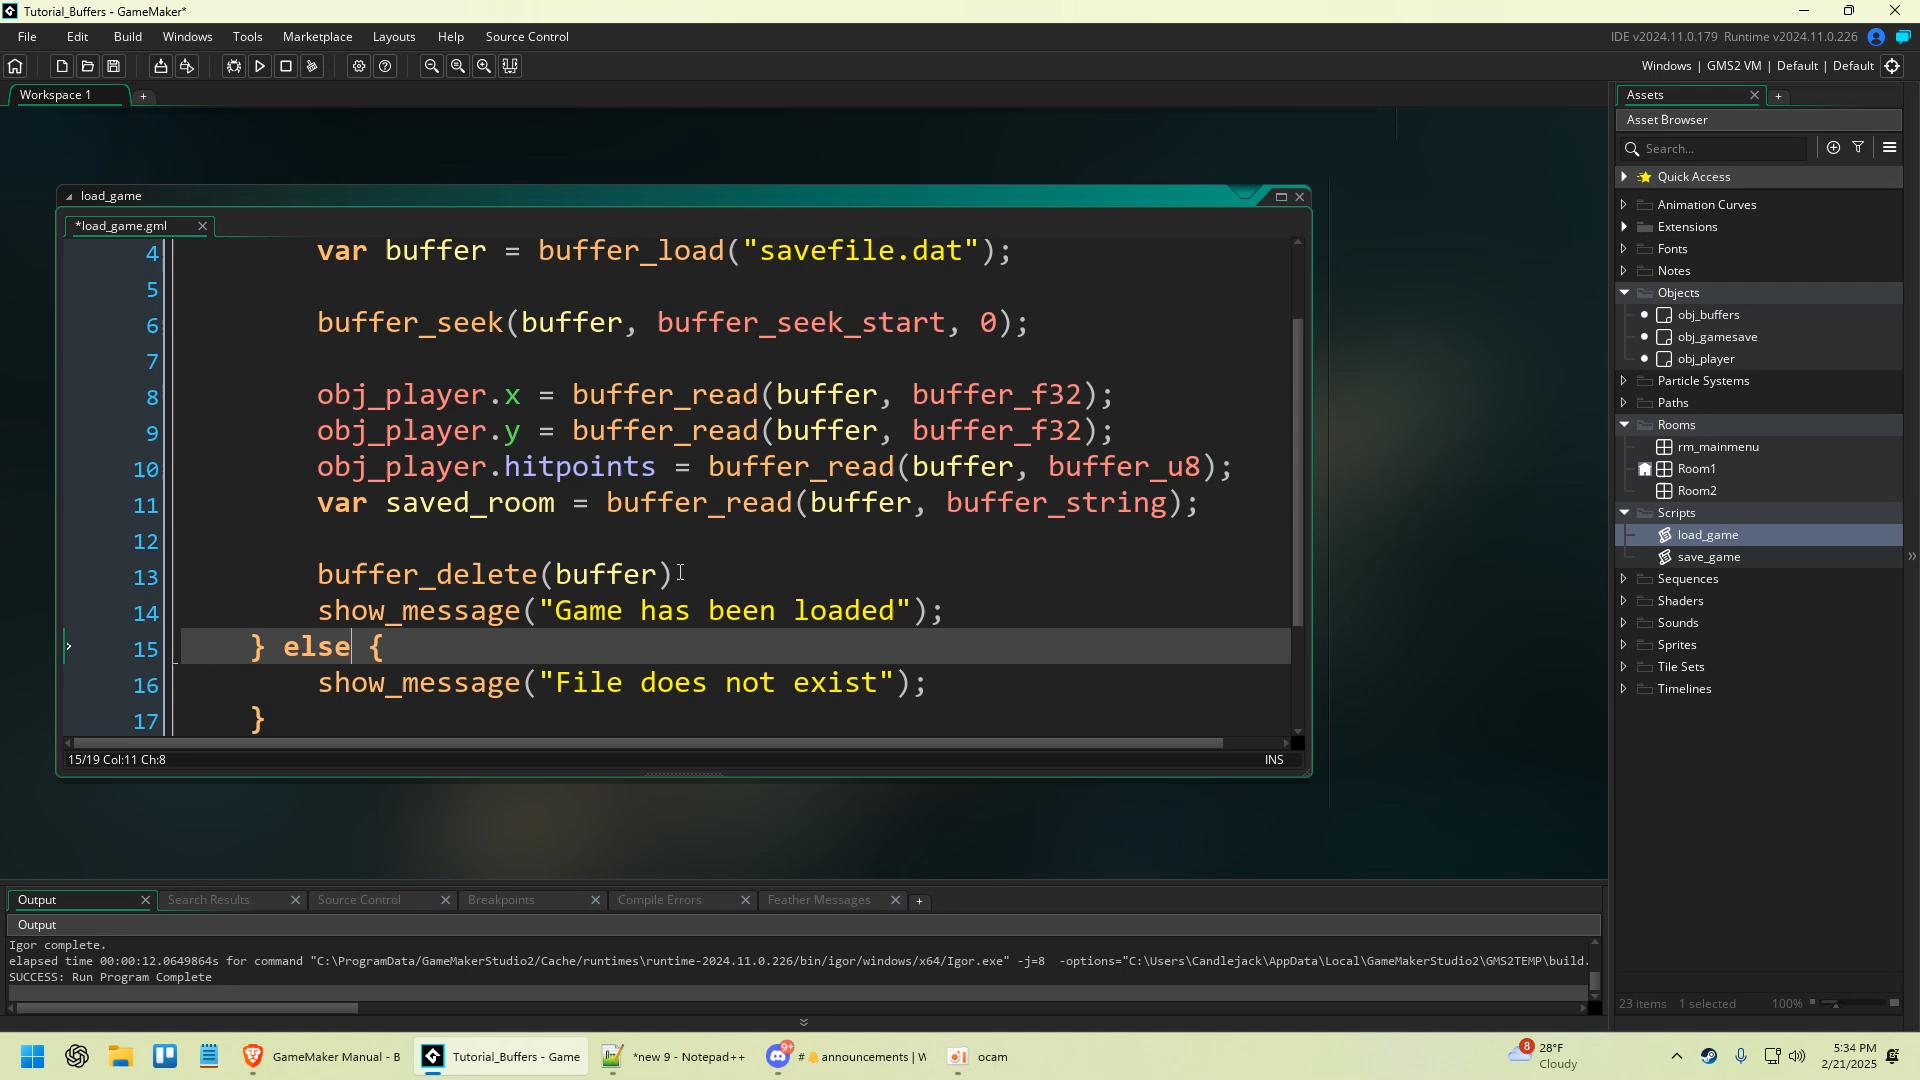 Tutorial_Buffers - GameMaker*
File Edit Build Windows Tools Marketplace Layouts Help Source Control
IDE v2024.11.0.179 Runtime v2024.11.0.226
Windows | GMS2 VM | Default | Default
Workspace 1
load_game
*load_game.gml
4 var buffer = buffer_load("savefile.dat");
5
6 buffer_seek(buffer, buffer_seek_start, 0);
7
8 obj_player.x = buffer_read(buffer, buffer_f32);
9 obj_player.y = buffer_read(buffer, buffer_f32);
10 obj_player.hitpoints = buffer_read(buffer, buffer_u8);
11 var saved_room = buffer_read(buffer, buffer_string);
12
13 buffer_delete(buffer)
14 show_message("Game has been loaded");
15 } else {
16 show_message("File does not exist");
17 }
15/19 Col:11 Ch:8
INS
Assets
Asset Browser
Search...
Quick Access
Animation Curves
Extensions
Fonts
Notes
Objects
obj_buffers
obj_gamesave
obj_player
Particle Systems
Paths
Rooms
rm_mainmenu
Room1
Room2
Scripts
load_game
save_game
Sequences
Shaders
Sounds
Sprites
Tile Sets
Timelines
23 items 1 selected 100%
Output Search Results Source Control Breakpoints Compile Errors Feather Messages
Output
Igor complete.
elapsed time 00:00:12.0649864s for command "C:\ProgramData/GameMakerStudio2/Cache/runtimes\runtime-2024.11.0.226/bin/igor/windows/x64/Igor.exe" -j=8 -options="C:\Users\Candlejack\AppData\Local\GameMakerStudio2\GMS2TEMP\build.
SUCCESS: Run Program Complete
GameMaker Manual - B
Tutorial_Buffers - Game
*new 9 - Notepad++
9+
# announcements | W
ocam
8
28°F
Cloudy
5:34 PM
2/21/2025